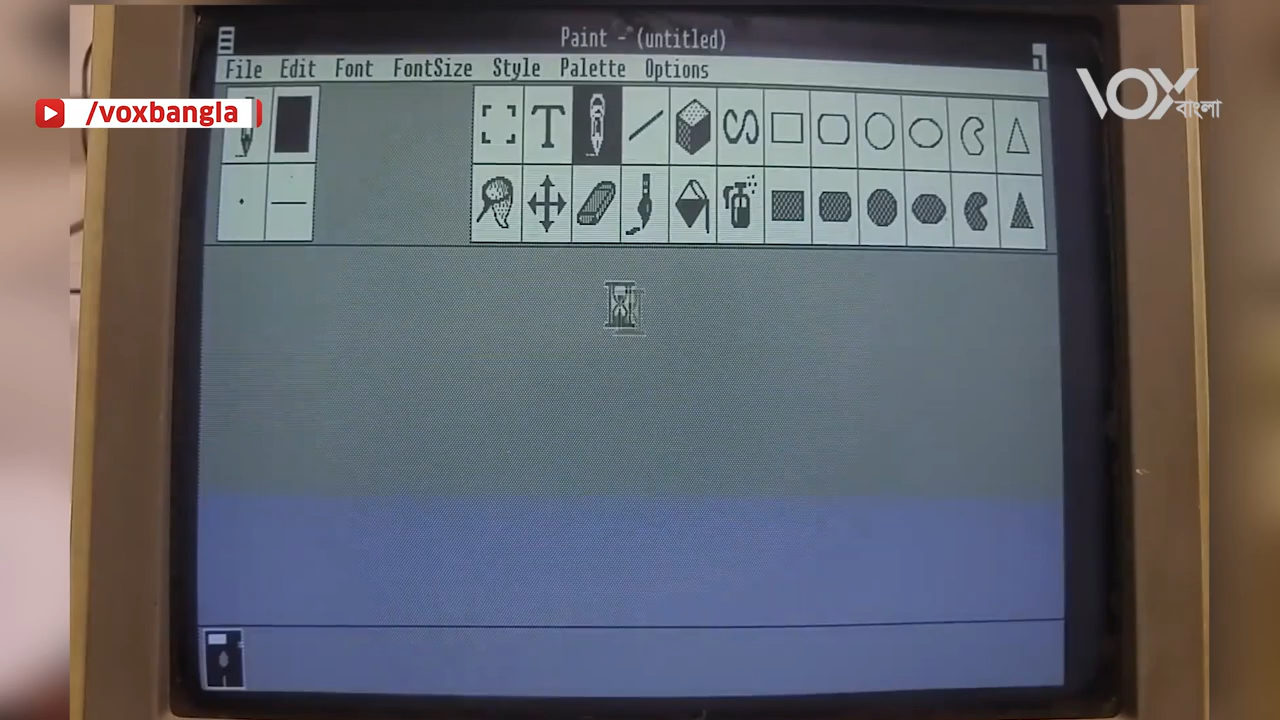 Paint - (untitled)
File Edit Font FontSize Style Palette Options
/voxbangla
VOX
বাংলা
T